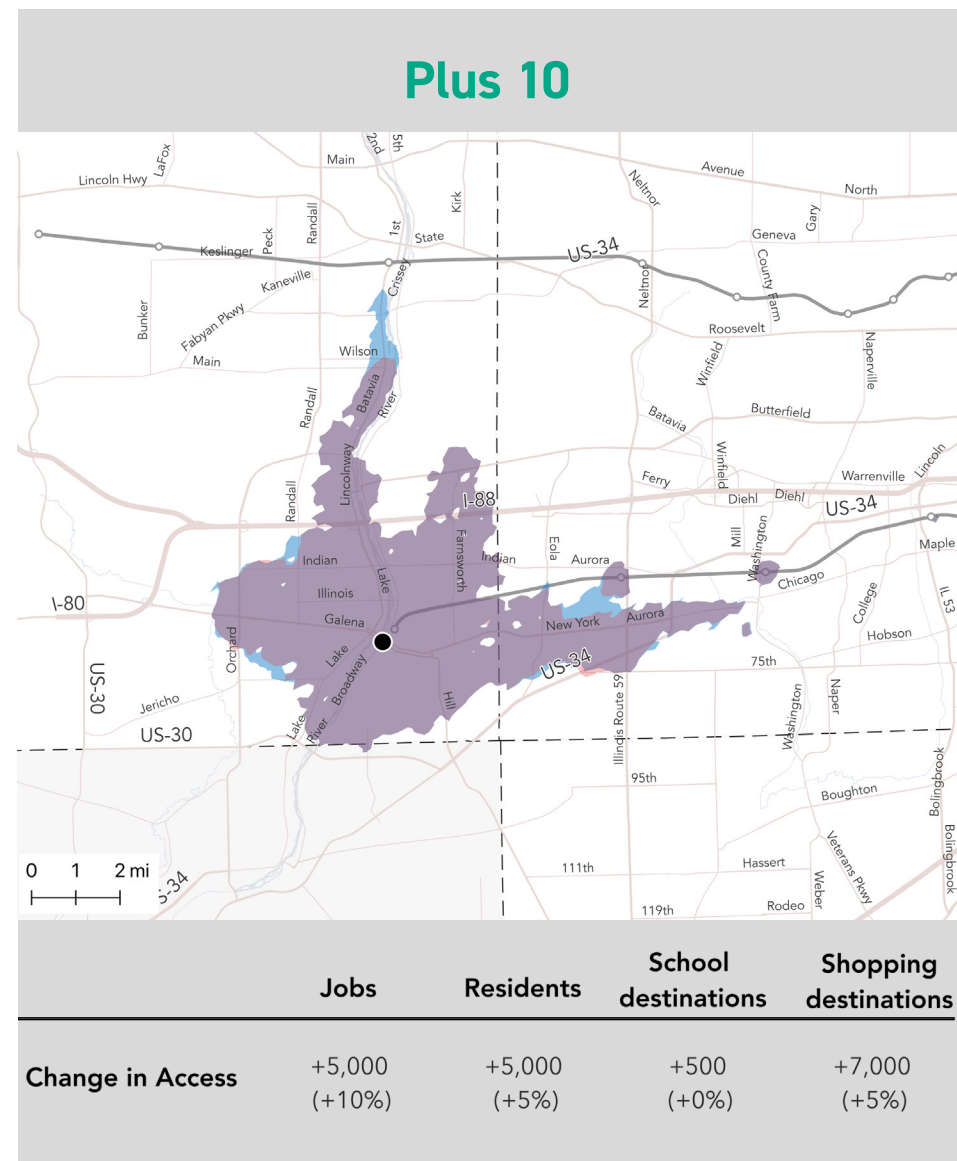 Plus 10
2nd
5th
LaFox
Main
Avenue
Lincoln Hwy
Neltnor
North
Kirk
Peck
Randall
1st
State
Gary
Geneva
Keslinger
US-34
Kaneville
Crissey
Neltnor
County Farm
Bunker
Fabyan Pkwy
Roosevelt
Wilson
Main
Winfield
Naperville
Batavia
River
Randall
Batavia
Butterfield
Lincolnway
Winfield
Ferry
Warrenville
Lincoln
Randall
I-88
Diehl
Diehl
US-34
Mill
Washington
Farnsworth
Indian
Eola
Aurora
Maple
Indian
Lake
Chicago
IL 53
Illinois
College
I-80
Galena
New York
Aurora
Hobson
Orchard
Lake
Broadway
US-34
75th
US-30
Hill
Illinois Route 59
Washington
Naper
Jericho
Lake
River
US-30
95th
Boughton
Bolingbrook
Bolingbrook
111th
Hassert
Veterans Pkwy
Weber
0 1 2 mi
5-34
119th
Rodeo
Jobs Residents School destinations Shopping destinations
Change in Access +5,000 +5,000 +500 +7,000
(+10%) (+5%) (+0%) (+5%)